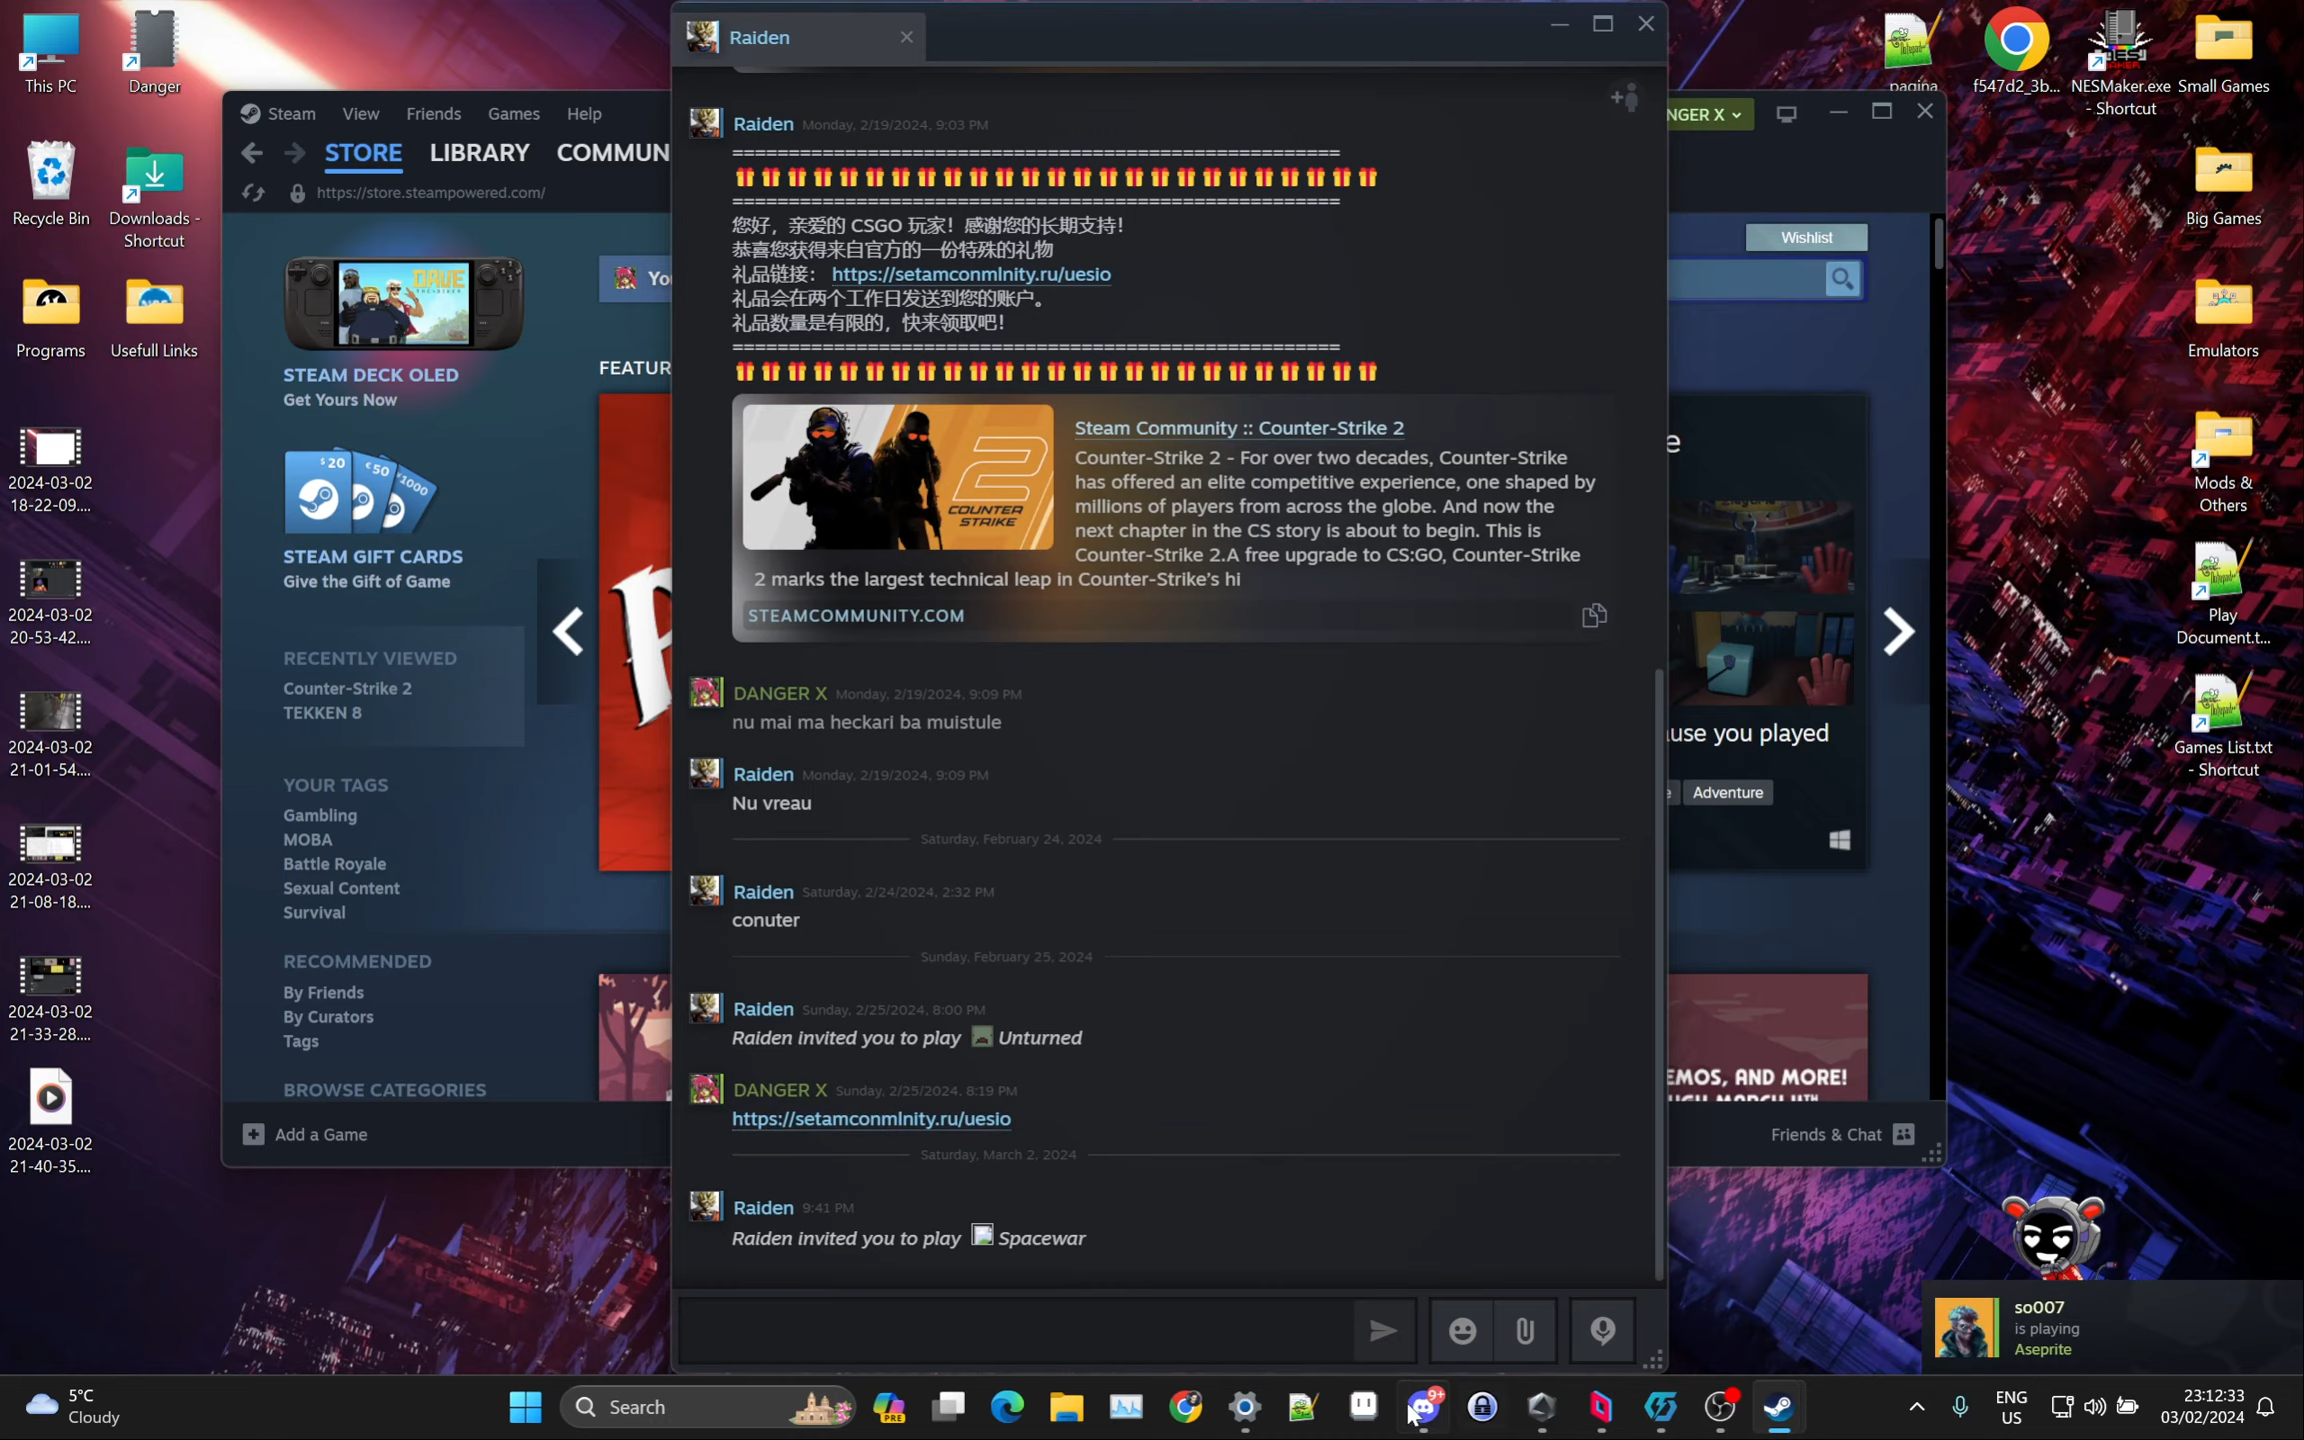 This PC
Danger
Recycle Bin
Downloads -
Shortcut
Programs
Usefull Links
2024-03-02
18-22-09....
2024-03-02
20-53-42....
2024-03-02
21-01-54....
2024-03-02
21-08-18....
2024-03-02
21-33-28....
2024-03-02
21-40-35....
Steam View Friends Games Help
STORE LIBRARY COMMUN
https://store.steampowered.com/
DAVE
STEAM DECK OLED
Get Yours Now
$20 €50 1000
STEAM GIFT CARDS
Give the Gift of Game
RECENTLY VIEWED
Counter-Strike 2
TEKKEN 8
YOUR TAGS
Gambling
MOBA
Battle Royale
Sexual Content
Survival
RECOMMENDED
By Friends
By Curators
Tags
BROWSE CATEGORIES
Add a Game
Yo
FEATUR
Raiden
Raiden Monday, 2/19/2024, 9:03 PM
======================================================
======================================================
您好，亲爱的 CSGO 玩家！感谢您的长期支持！
恭喜您获得来自官方的一份特殊的礼物
礼品链接： https://setamconmlnity.ru/uesio
礼品会在两个工作日发送到您的账户。
礼品数量是有限的，快来领取吧！
======================================================
2
COUNTER
STRIKE
Steam Community :: Counter-Strike 2
Counter-Strike 2 - For over two decades, Counter-Strike
has offered an elite competitive experience, one shaped by
millions of players from across the globe. And now the
next chapter in the CS story is about to begin. This is
Counter-Strike 2.A free upgrade to CS:GO, Counter-Strike
2 marks the largest technical leap in Counter-Strike's hi
STEAMCOMMUNITY.COM
DANGER X Monday, 2/19/2024, 9:09 PM
nu mai ma heckari ba muistule
Raiden Monday, 2/19/2024, 9:09 PM
Nu vreau
Saturday, February 24, 2024
Raiden Saturday, 2/24/2024, 2:32 PM
conuter
Sunday, February 25, 2024
Raiden Sunday, 2/25/2024, 8:00 PM
Raiden invited you to play Unturned
DANGER X Sunday, 2/25/2024, 8:19 PM
https://setamconmlnity.ru/uesio
Saturday, March 2, 2024
Raiden 9:41 PM
Raiden invited you to play Spacewar
NGER X
Wishlist
e
use you played
Adventure
EMOS, AND MORE!
Friends & Chat
pagina
f547d2_3b...
NESMaker.exe
- Shortcut
Small Games
Big Games
Emulators
Mods &
Others
Play
Document.t...
Games List.txt
- Shortcut
so007
is playing
Aseprite
5°C
Cloudy
Search
PRE
9+
ENG
US
23:12:33
03/02/2024